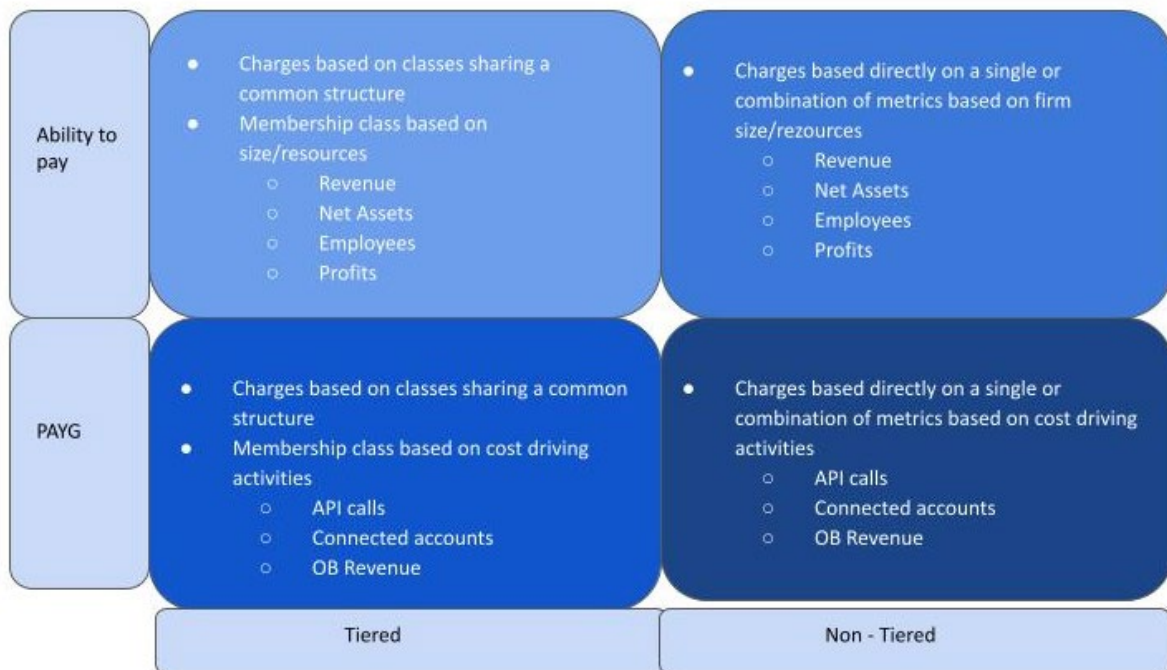 Ability to
pay
● Charges based on classes sharing a
common structure
● Membership class based on
size/resources
○ Revenue
○ Net Assets
○ Employees
○ Profits
● Charges based directly on a single or
combination of metrics based on firm
size/rezources
○ Revenue
○ Net Assets
○ Employees
○ Profits
PAYG
● Charges based on classes sharing a common
structure
● Membership class based on cost driving
activities
○ API calls
○ Connected accounts
○ OB Revenue
● Charges based directly on a single or
combination of metrics based on cost driving
activities
○ API calls
○ Connected accounts
○ OB Revenue
Tiered
Non - Tiered